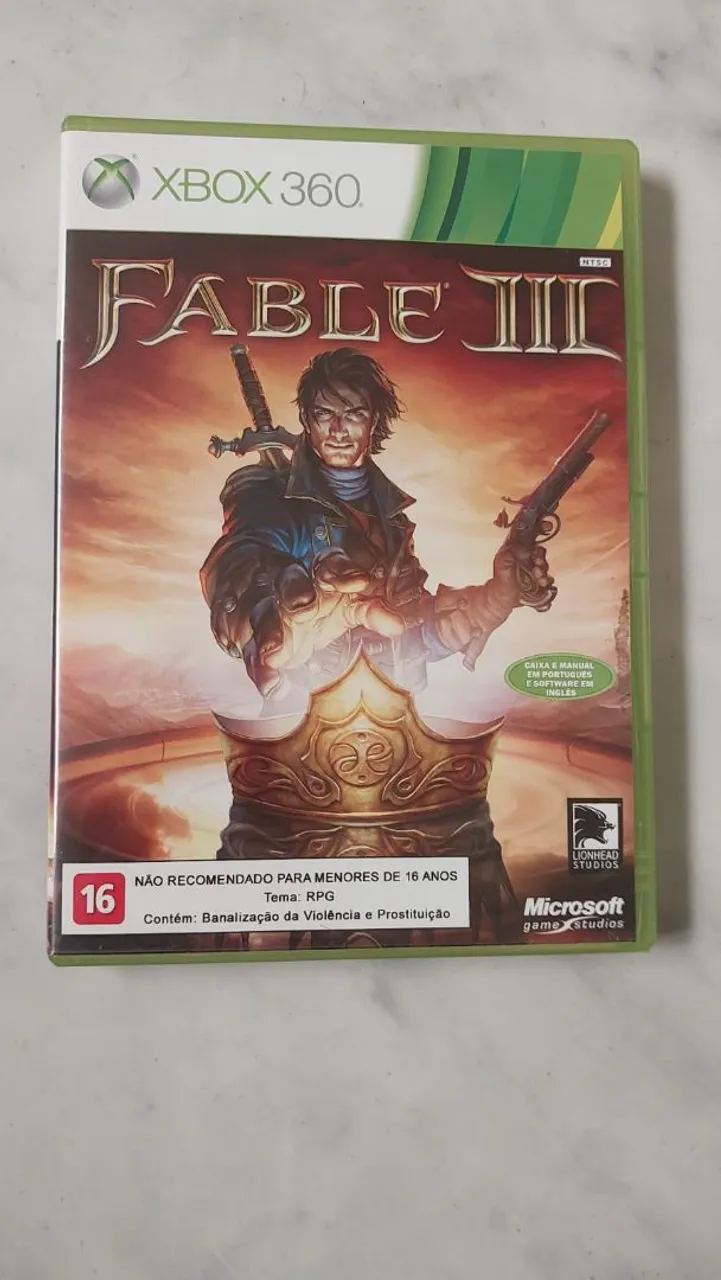 XBOX 360
NTSC
FABLE III
CAIXA E MANUAL
EM PORTUGUÊS
E SOFTWARE EM
INGLÊS
LIONHEAD
STUDIOS
16
NÃO RECOMENDADO PARA MENORES DE 16 ANOS
Tema: RPG
Contém: Banalização da Violência e Prostituição
Microsoft
game studios